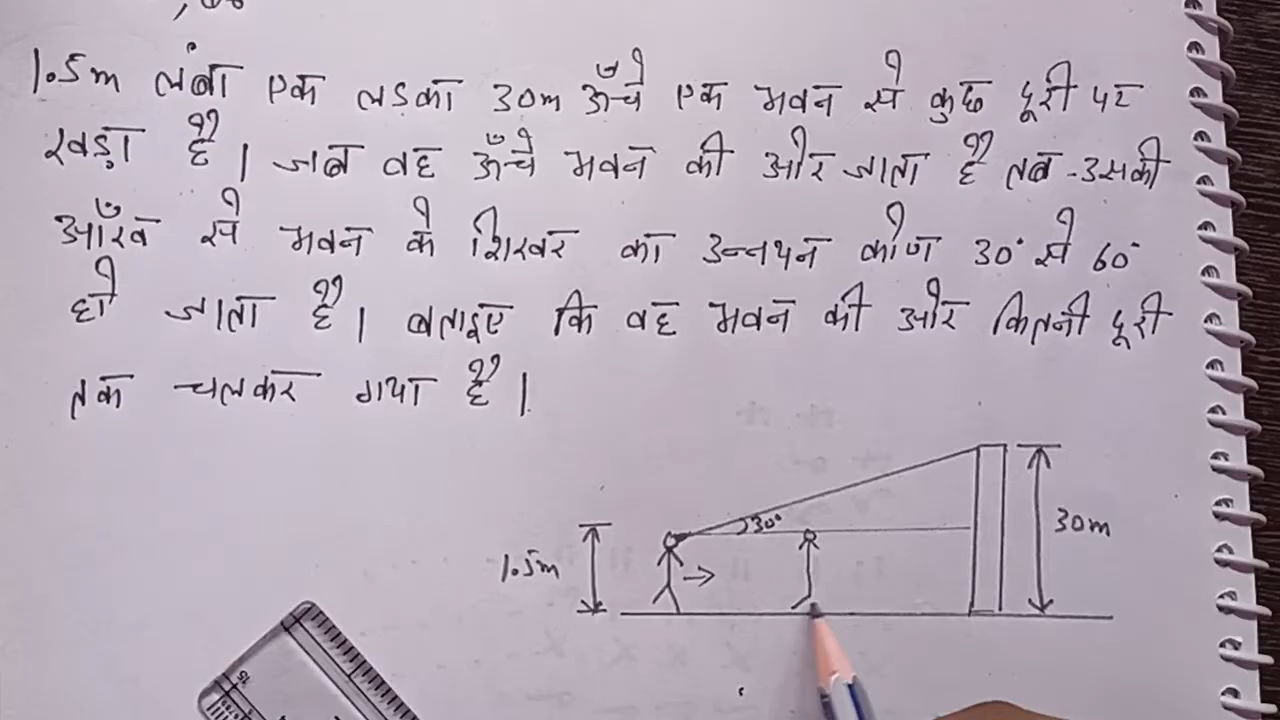 1.5m लंबा एक लड़का 30m ऊँचे एक भवन से कुछ दूरी पर
खड़ा है। जब वह ऊँचे भवन की ओर जाता है तब उसकी
आँख से भवन के शिखर का उन्नयन कोण 30° से 60°
हो जाता है। बताइए कि वह भवन की ओर कितनी दूरी
तक चलकर गया है।
30°
30m
1.5m
15